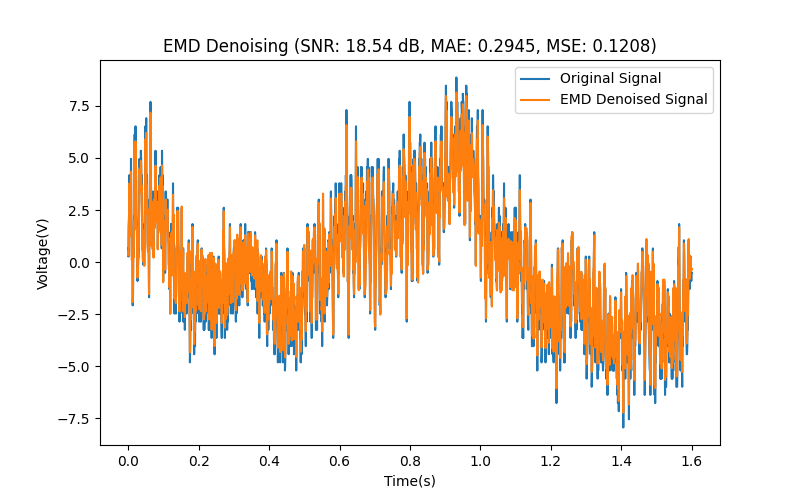 EMD Denoising (SNR: 18.54 dB, MAE: 0.2945, MSE: 0.1208)
Original Signal
EMD Denoised Signal
7.5
5.0
2.5
0.0
−2.5
−5.0
−7.5
Voltage(V)
0.0 0.2 0.4 0.6 0.8 1.0 1.2 1.4 1.6
Time(s)